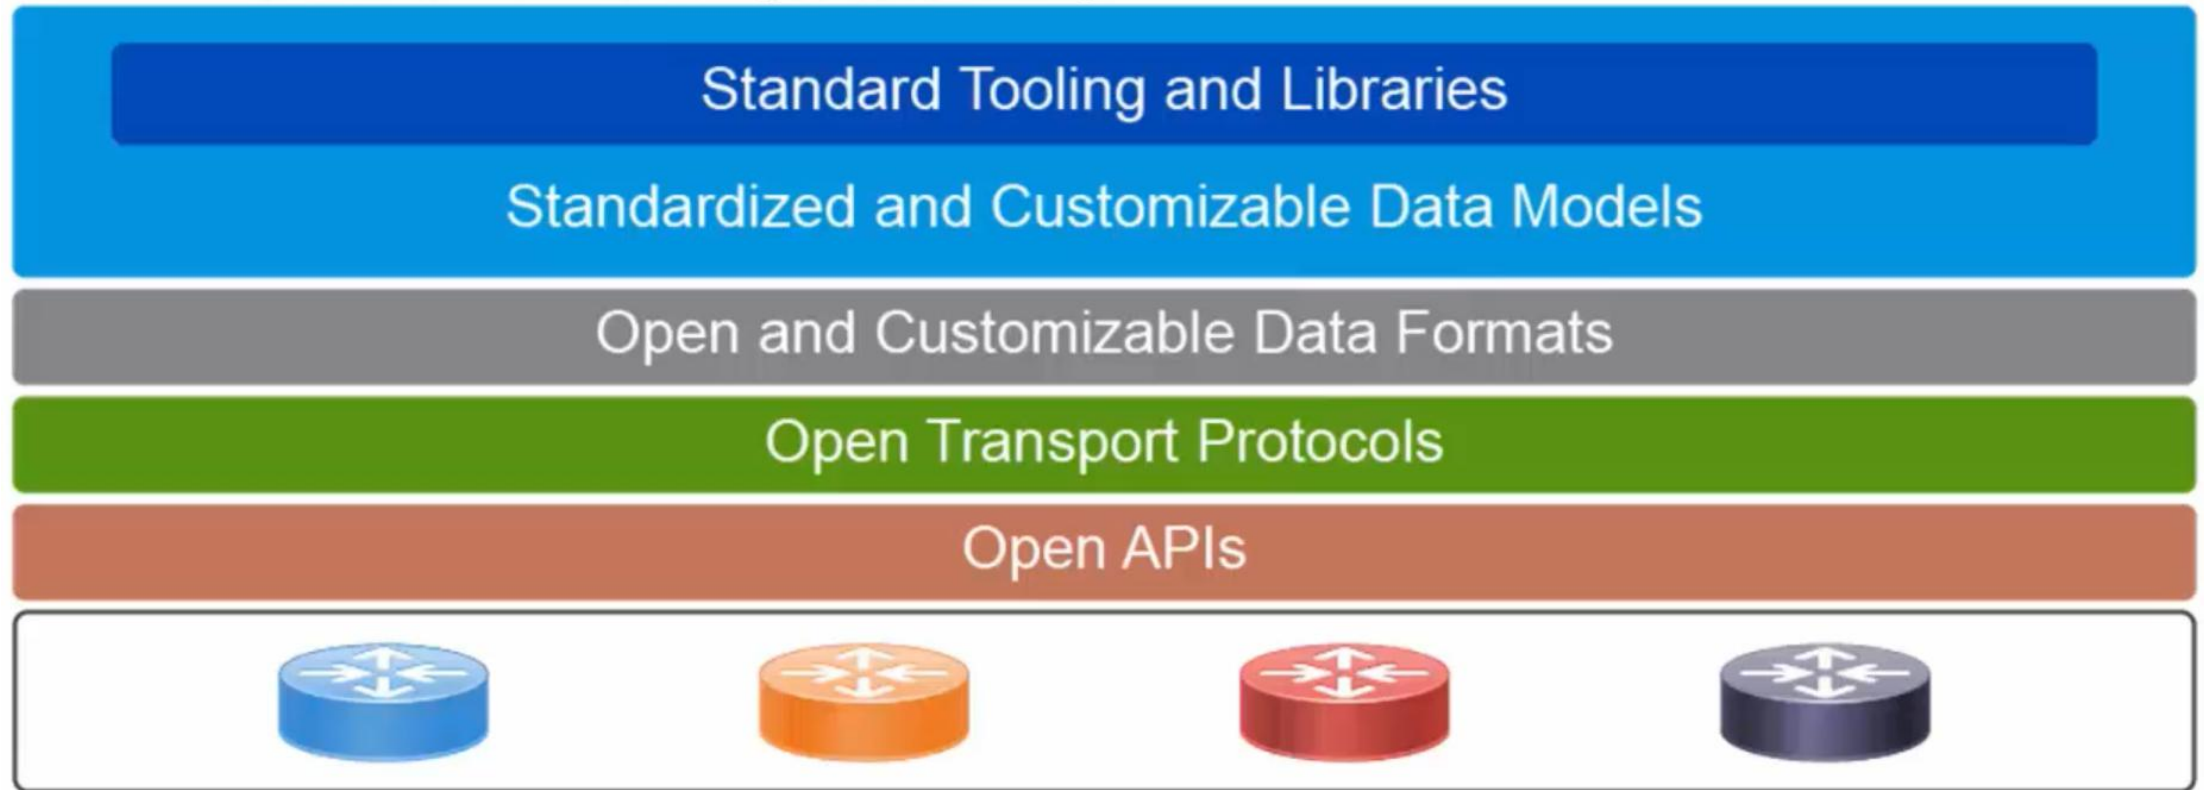 Standard Tooling and Libraries
Standardized and Customizable Data Models
Open and Customizable Data Formats
Open Transport Protocols
Open APIs